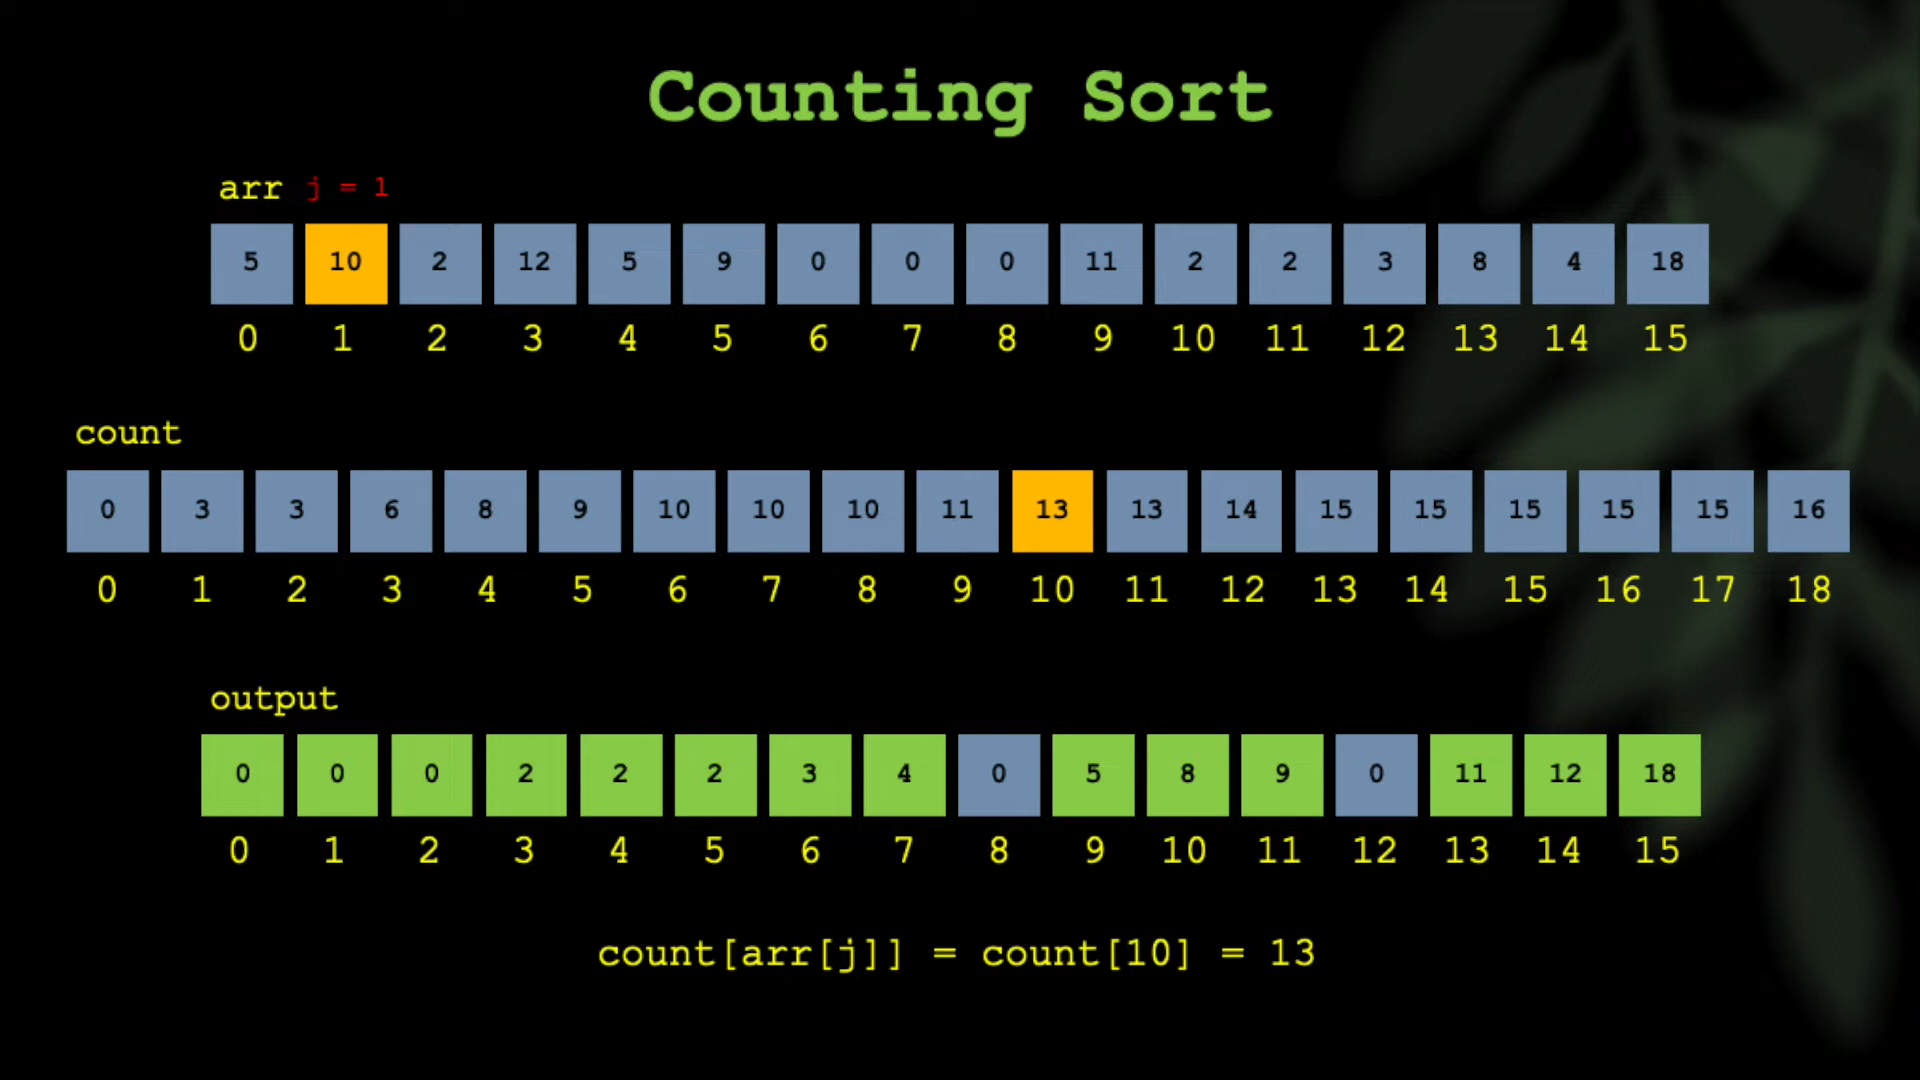 Counting Sort
arr j = 1
5 10 2 12 5 9 0 0 0 11 2 2 3 8 4 18
0 1 2 3 4 5 6 7 8 9 10 11 12 13 14 15
count
0 3 3 6 8 9 10 10 10 11 13 13 14 15 15 15 15 15 16
0 1 2 3 4 5 6 7 8 9 10 11 12 13 14 15 16 17 18
output
0 0 0 2 2 2 3 4 0 5 8 9 0 11 12 18
0 1 2 3 4 5 6 7 8 9 10 11 12 13 14 15
count[arr[j]] = count[10] = 13